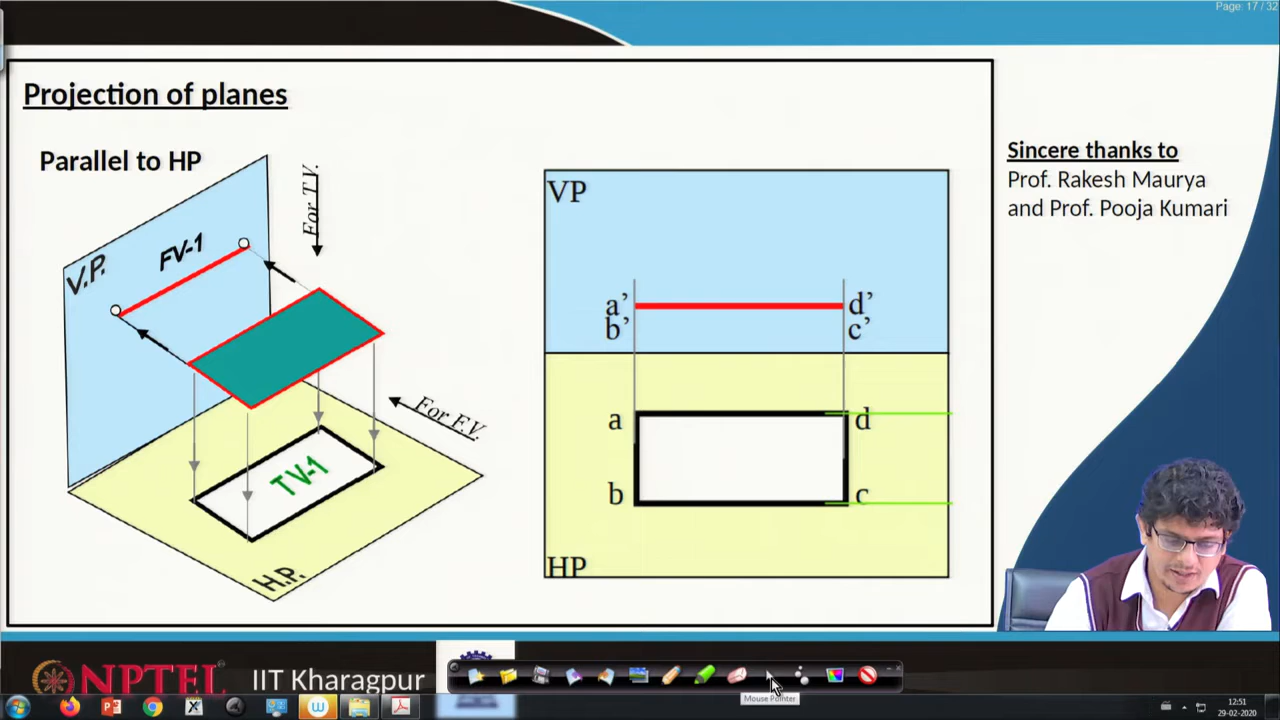 Page: 17 / 32
Projection of planes
Parallel to HP
For T.V.
V.P.
FV-1
For F.V.
TV-1
H.P.
VP
a’
b’
d’
c’
a
d
b
c
HP
Sincere thanks to
Prof. Rakesh Maurya
and Prof. Pooja Kumari
NPTEL
IIT Kharagpur
Mouse Pointer
12:51
29-02-2020